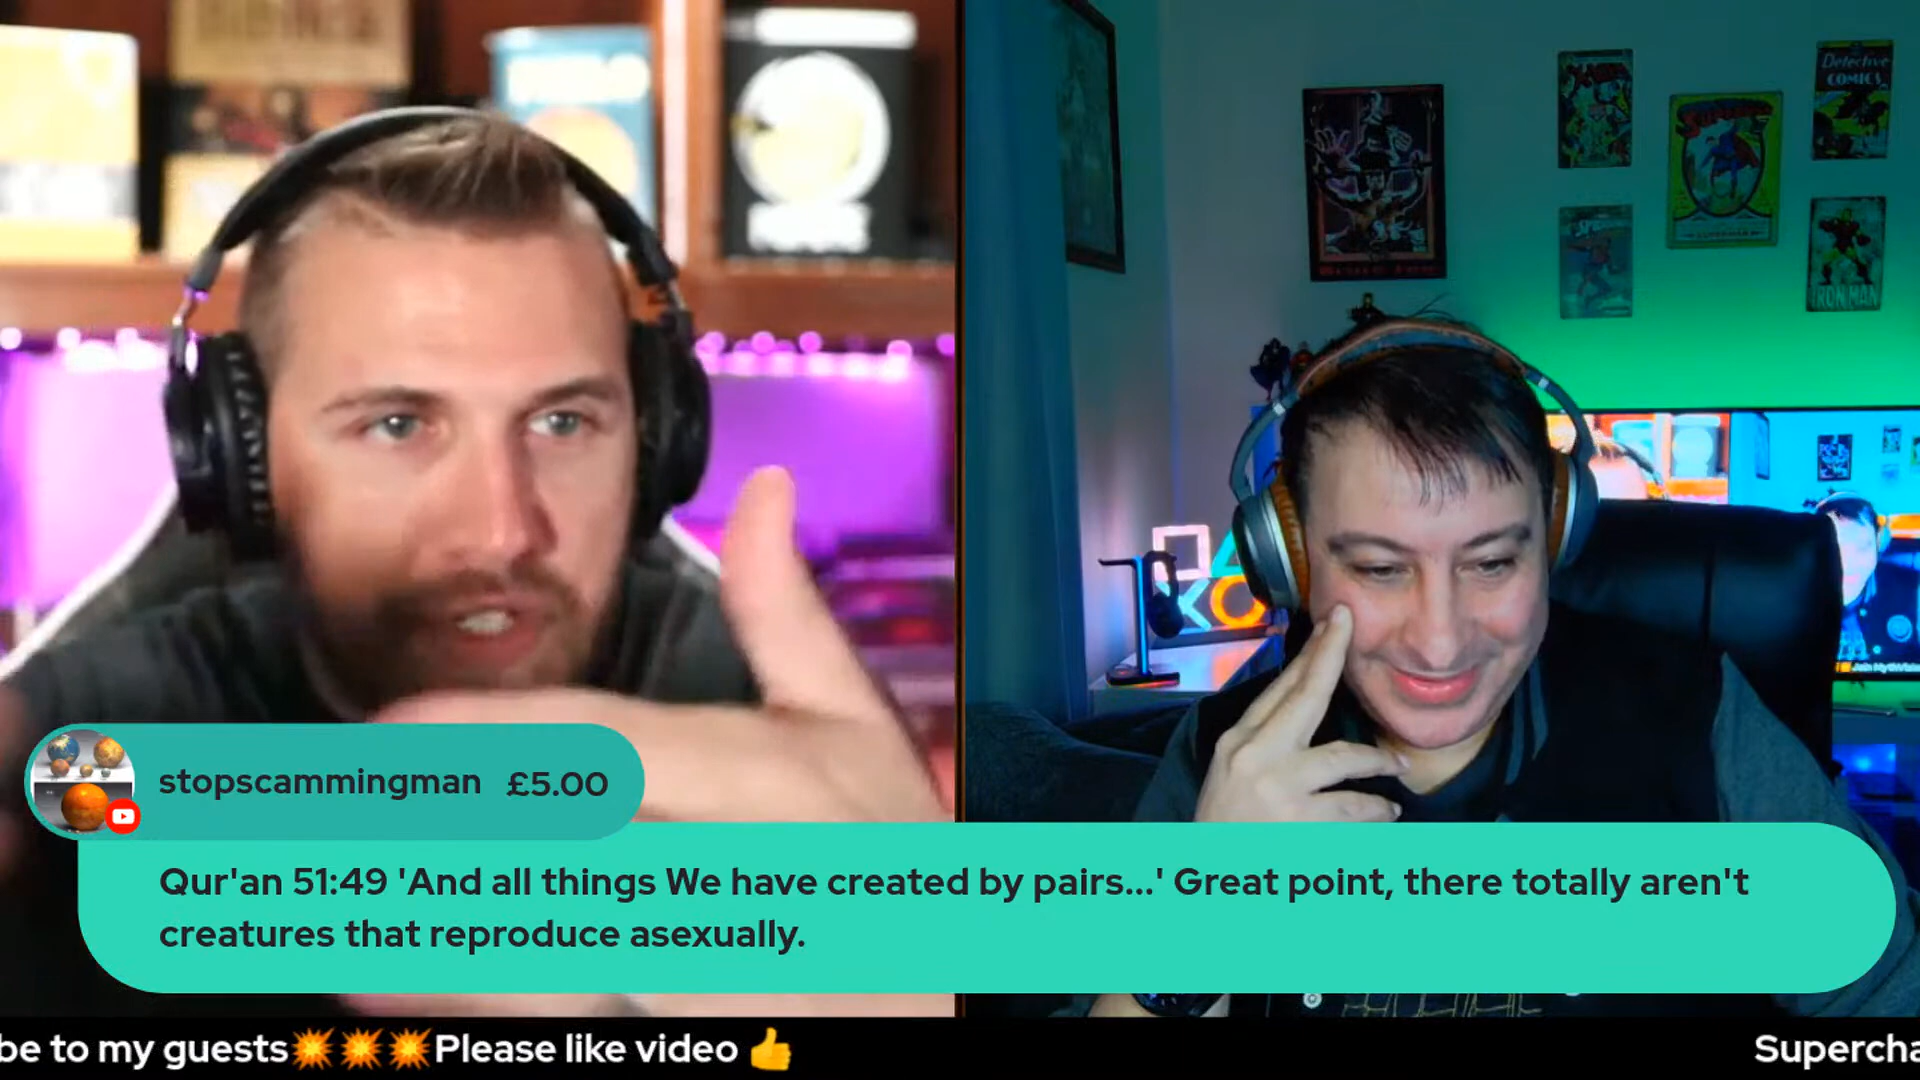 Detective
COMICS
SUPERMAN
IRON MAN
stopscammingman £5.00
Qur'an 51:49 'And all things We have created by pairs...' Great point, there totally aren't
creatures that reproduce asexually.
be to my guests💥💥💥Please like video 👍
Supercha